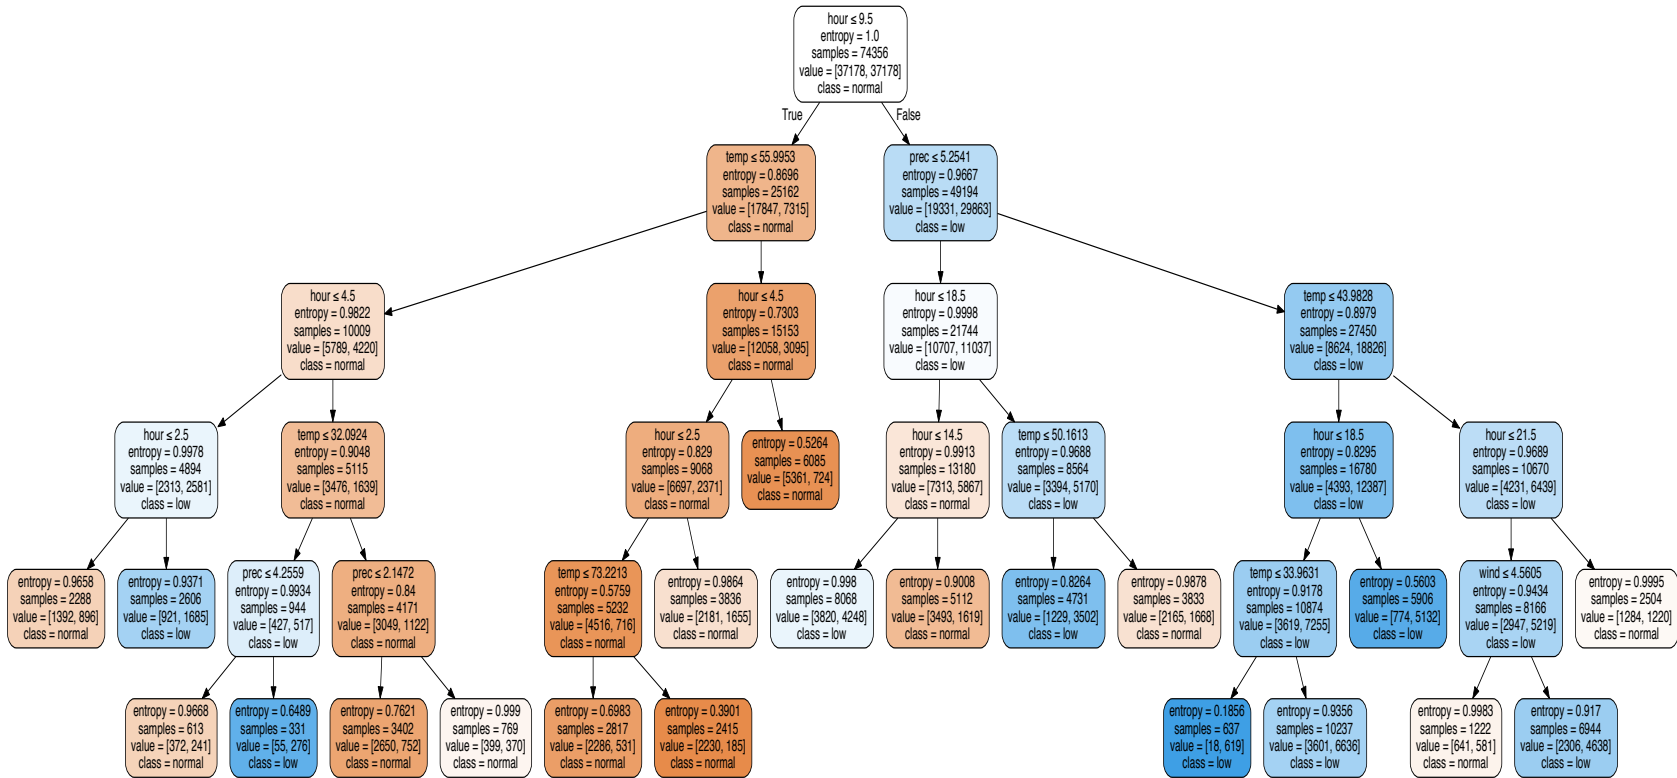 hour ≤ 9.5
entropy = 1.0
samples = 74356
value = [37178, 37178]
class = normal
True
False
temp ≤ 55.9953
entropy = 0.8696
samples = 25162
value = [17847, 7315]
class = normal
prec ≤ 5.2541
entropy = 0.9667
samples = 49194
value = [19331, 29863]
class = low
hour ≤ 4.5
entropy = 0.9822
samples = 10009
value = [5789, 4220]
class = normal
hour ≤ 4.5
entropy = 0.7303
samples = 15153
value = [12058, 3095]
class = normal
hour ≤ 18.5
entropy = 0.9998
samples = 21744
value = [10707, 11037]
class = low
temp ≤ 43.9828
entropy = 0.8979
samples = 27450
value = [8624, 18826]
class = low
hour ≤ 2.5
entropy = 0.9978
samples = 4894
value = [2313, 2581]
class = low
temp ≤ 32.0924
entropy = 0.9048
samples = 5115
value = [3476, 1639]
class = normal
hour ≤ 2.5
entropy = 0.829
samples = 9068
value = [6697, 2371]
class = normal
entropy = 0.5264
samples = 6085
value = [5361, 724]
class = normal
hour ≤ 14.5
entropy = 0.9913
samples = 13180
value = [7313, 5867]
class = normal
temp ≤ 50.1613
entropy = 0.9688
samples = 8564
value = [3394, 5170]
class = low
hour ≤ 18.5
entropy = 0.8295
samples = 16780
value = [4393, 12387]
class = low
hour ≤ 21.5
entropy = 0.9689
samples = 10670
value = [4231, 6439]
class = low
entropy = 0.9658
samples = 2288
value = [1392, 896]
class = normal
entropy = 0.9371
samples = 2606
value = [921, 1685]
class = low
prec ≤ 4.2559
entropy = 0.9934
samples = 944
value = [427, 517]
class = low
prec ≤ 2.1472
entropy = 0.84
samples = 4171
value = [3049, 1122]
class = normal
temp ≤ 73.2213
entropy = 0.5759
samples = 5232
value = [4516, 716]
class = normal
entropy = 0.9864
samples = 3836
value = [2181, 1655]
class = normal
entropy = 0.998
samples = 8068
value = [3820, 4248]
class = low
entropy = 0.9008
samples = 5112
value = [3493, 1619]
class = normal
entropy = 0.8264
samples = 4731
value = [1229, 3502]
class = low
entropy = 0.9878
samples = 3833
value = [2165, 1668]
class = normal
temp ≤ 33.9631
entropy = 0.9178
samples = 10874
value = [3619, 7255]
class = low
entropy = 0.5603
samples = 5906
value = [774, 5132]
class = low
wind ≤ 4.5605
entropy = 0.9434
samples = 8166
value = [2947, 5219]
class = low
entropy = 0.9995
samples = 2504
value = [1284, 1220]
class = normal
entropy = 0.9668
samples = 613
value = [372, 241]
class = normal
entropy = 0.6489
samples = 331
value = [55, 276]
class = low
entropy = 0.7621
samples = 3402
value = [2650, 752]
class = normal
entropy = 0.999
samples = 769
value = [399, 370]
class = normal
entropy = 0.6983
samples = 2817
value = [2286, 531]
class = normal
entropy = 0.3901
samples = 2415
value = [2230, 185]
class = normal
entropy = 0.1856
samples = 637
value = [18, 619]
class = low
entropy = 0.9356
samples = 10237
value = [3601, 6636]
class = low
entropy = 0.9983
samples = 1222
value = [641, 581]
class = normal
entropy = 0.917
samples = 6944
value = [2306, 4638]
class = low